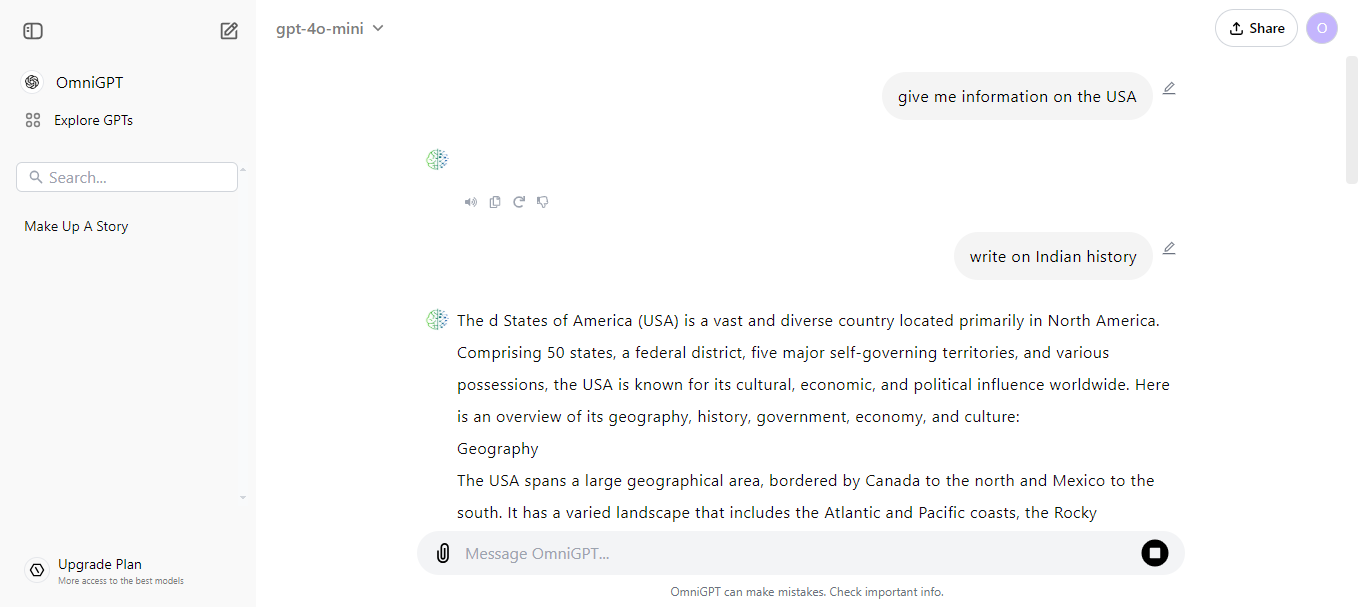 gpt-4o-mini
Share
O
OmniGPT
Explore GPTs
Search...
Make Up A Story
Upgrade Plan
More access to the best models
give me information on the USA
write on Indian history
The d States of America (USA) is a vast and diverse country located primarily in North America.
Comprising 50 states, a federal district, five major self-governing territories, and various
possessions, the USA is known for its cultural, economic, and political influence worldwide. Here
is an overview of its geography, history, government, economy, and culture:
Geography
The USA spans a large geographical area, bordered by Canada to the north and Mexico to the
south. It has a varied landscape that includes the Atlantic and Pacific coasts, the Rocky
Message OmniGPT...
OmniGPT can make mistakes. Check important info.